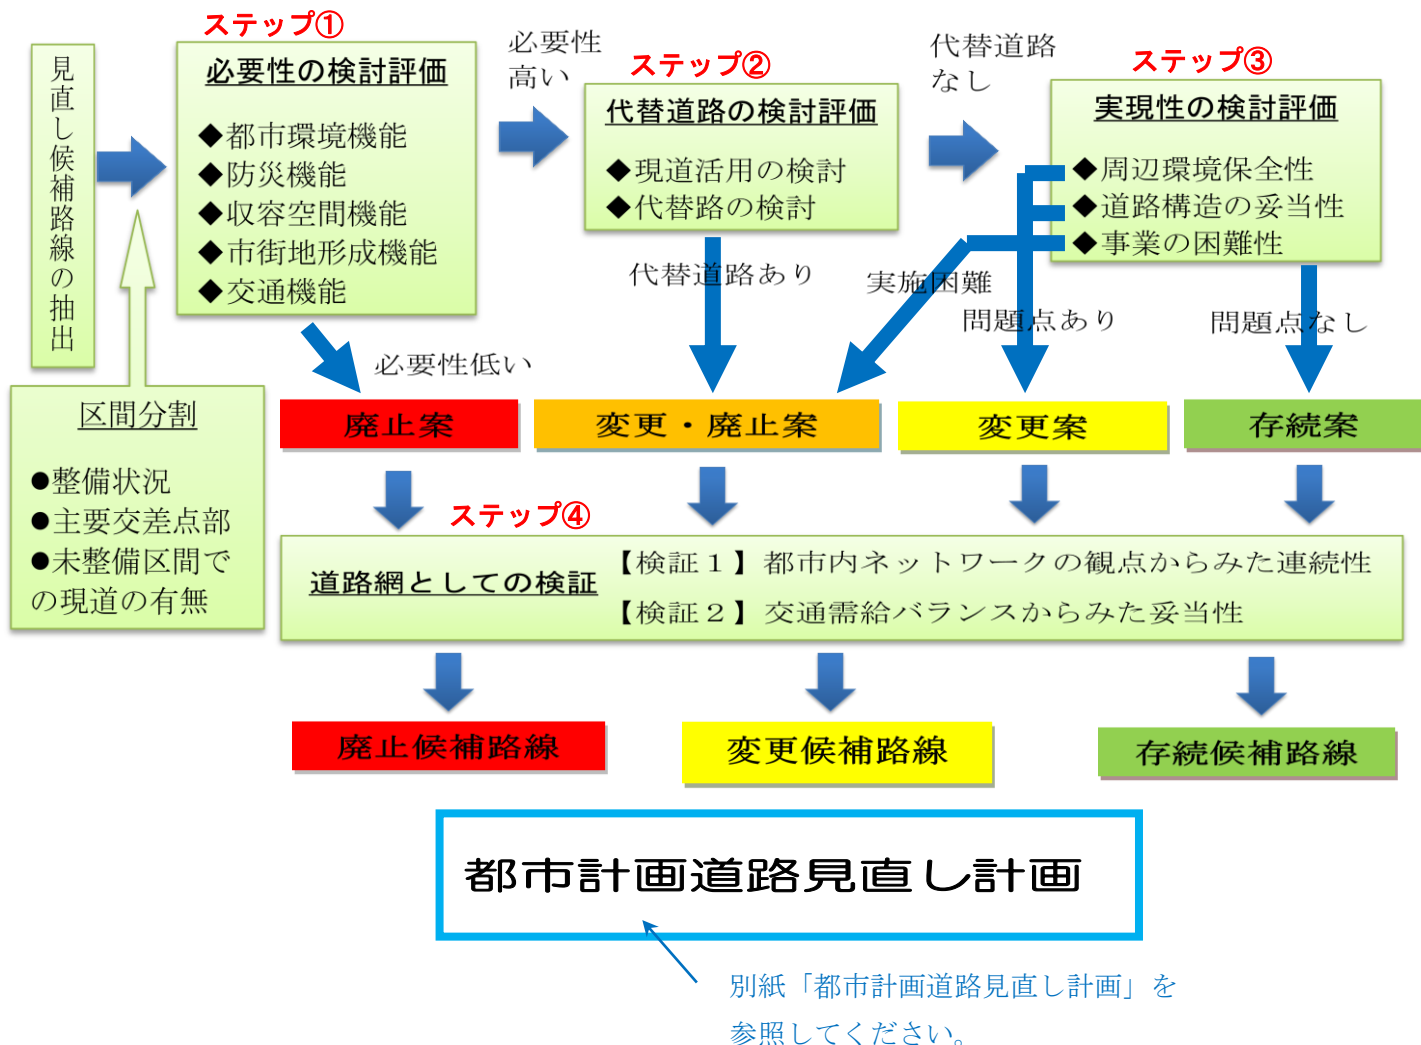 ステップ①
見直し候補路線の抽出
必要性の検討評価
◆都市環境機能
◆防災機能
◆収容空間機能
◆市街地形成機能
◆交通機能
必要性
高い
ステップ②
代替道路の検討評価
◆現道活用の検討
◆代替路の検討
代替道路
なし
ステップ③
実現性の検討評価
◆周辺環境保全性
◆道路構造の妥当性
◆事業の困難性
必要性低い
代替道路あり
実施困難
問題点あり
問題点なし
区間分割
●整備状況
●主要交差点部
●未整備区間で
の現道の有無
廃止案
変更・廃止案
変更案
存続案
ステップ④
道路網としての検証
【検証１】都市内ネットワークの観点からみた連続性
【検証２】交通需給バランスからみた妥当性
廃止候補路線
変更候補路線
存続候補路線
都市計画道路見直し計画
別紙「都市計画道路見直し計画」を
参照してください。